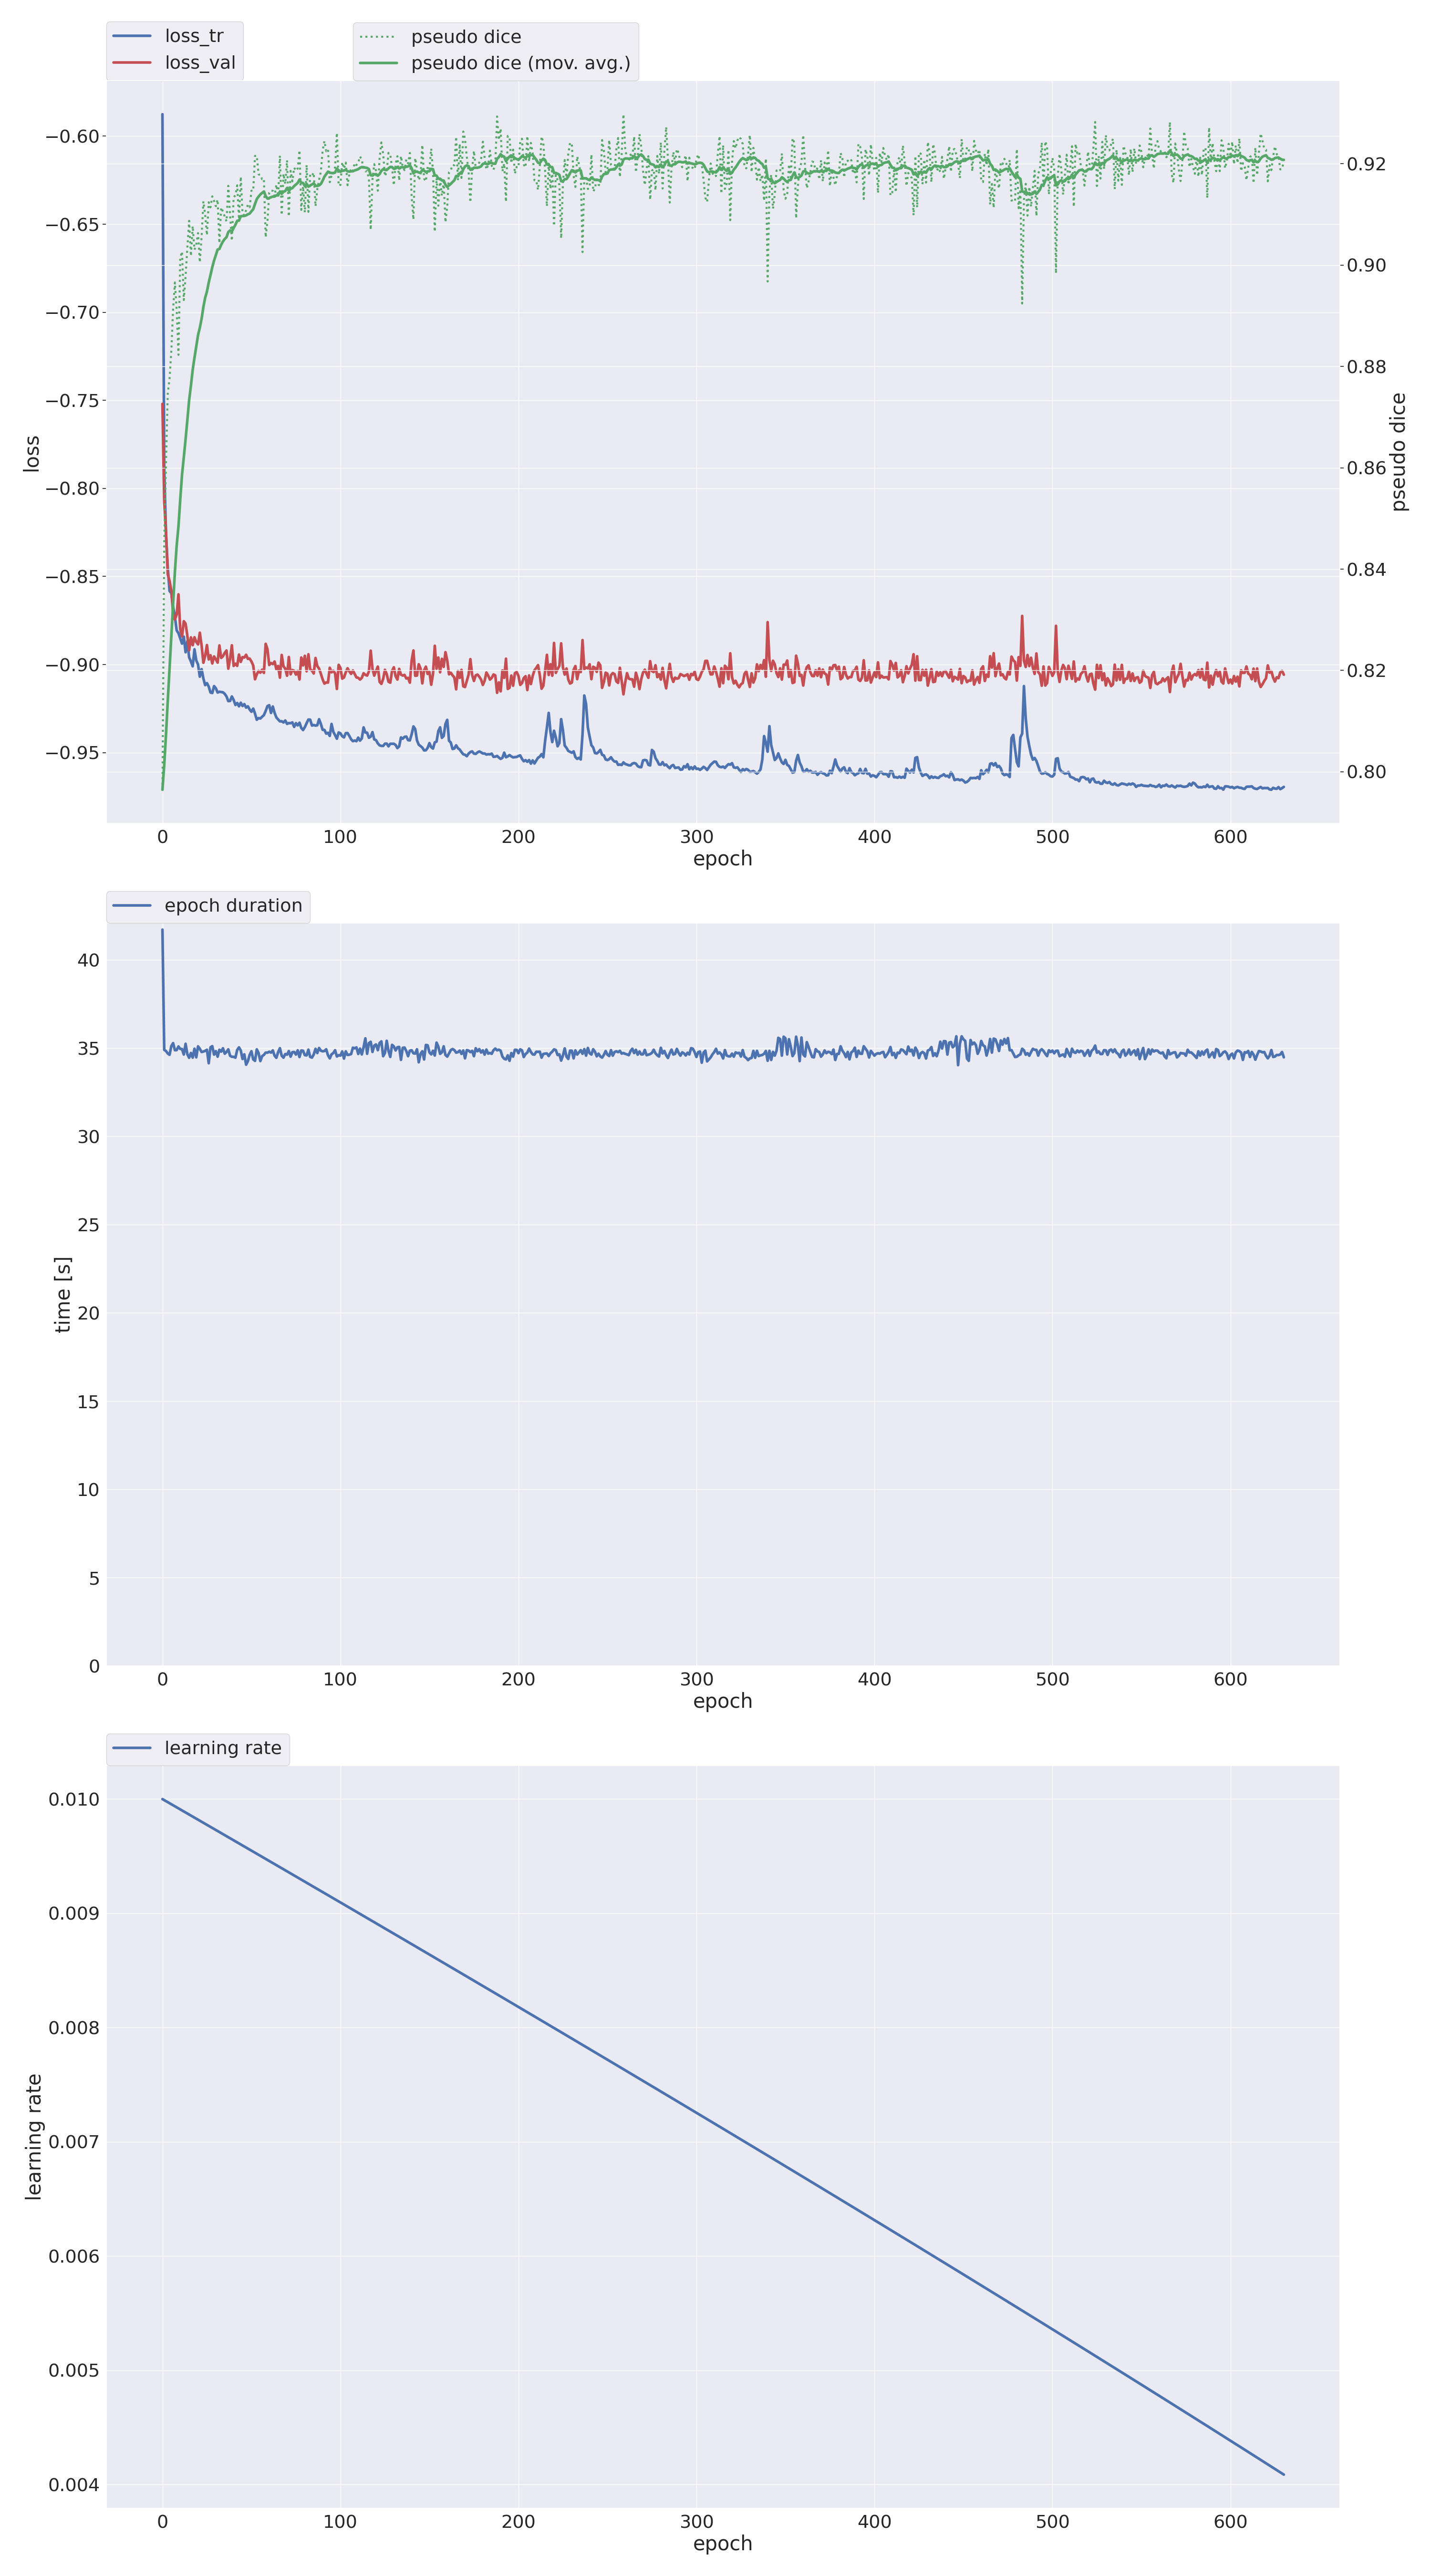 loss_tr
loss_val
pseudo dice
pseudo dice (mov. avg.)
−0.60
−0.65
−0.70
−0.75
−0.80
−0.85
−0.90
−0.95
loss
0.92
0.90
0.88
0.86
0.84
0.82
0.80
pseudo dice
0 100 200 300 400 500 600
epoch
epoch duration
40
35
30
25
20
15
10
5
0
time [s]
0 100 200 300 400 500 600
epoch
learning rate
0.010
0.009
0.008
0.007
0.006
0.005
0.004
learning rate
0 100 200 300 400 500 600
epoch